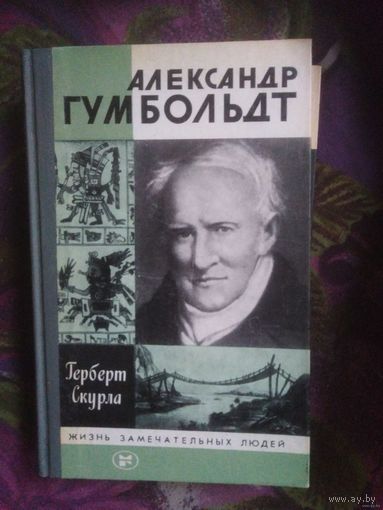 АЛЕКСАНДР
ГУМБОЛЬДТ
Герберт
Скурла
ЖИЗНЬ ЗАМЕЧАТЕЛЬНЫХ ЛЮДЕЙ
www.ay.by